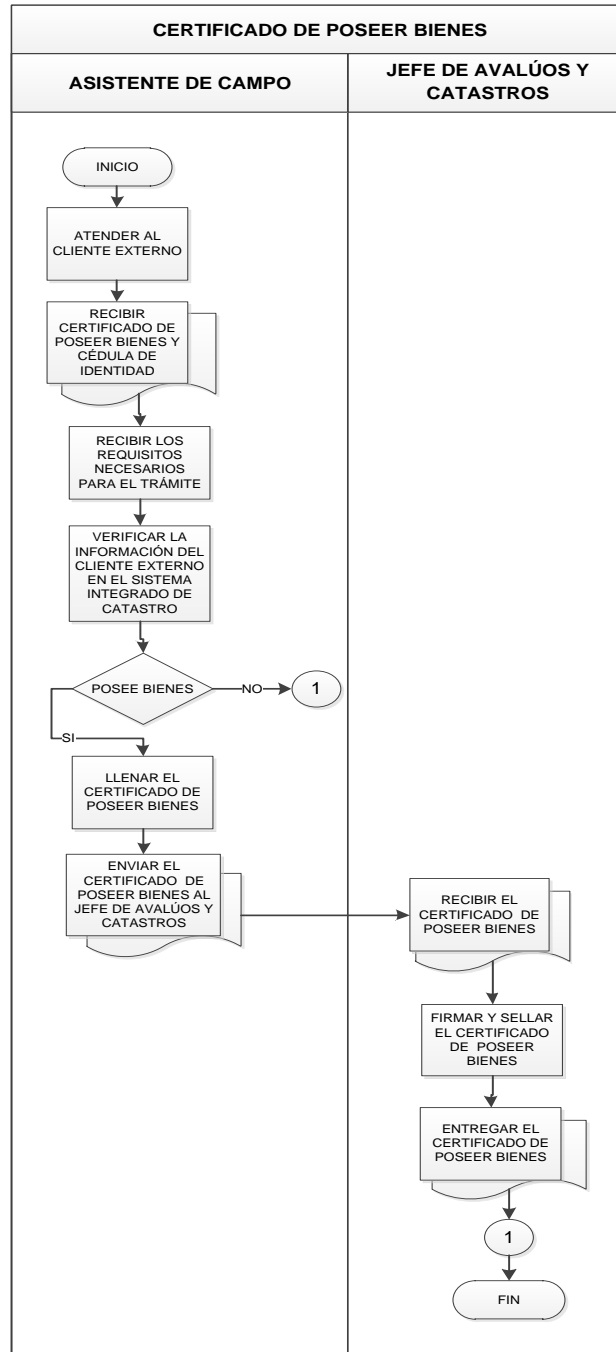 CERTIFICADO DE POSEER BIENES
ASISTENTE DE CAMPO
JEFE DE AVALÚOS Y
CATASTROS
INICIO
ATENDER AL
CLIENTE EXTERNO
RECIBIR
CERTIFICADO DE
POSEER BIENES Y
CÉDULA DE
IDENTIDAD
RECIBIR LOS
REQUISITOS
NECESARIOS
PARA EL TRÁMITE
VERIFICAR LA
INFORMACIÓN DEL
CLIENTE EXTERNO
EN EL SISTEMA
INTEGRADO DE
CATASTRO
POSEE BIENES
NO
1
SI
LLENAR EL
CERTIFICADO DE
POSEER BIENES
ENVIAR EL
CERTIFICADO DE
POSEER BIENES AL
JEFE DE AVALÚOS Y
CATASTROS
RECIBIR EL
CERTIFICADO DE
POSEER BIENES
FIRMAR Y SELLAR
EL CERTIFICADO
DE POSEER
BIENES
ENTREGAR EL
CERTIFICADO DE
POSEER BIENES
1
FIN